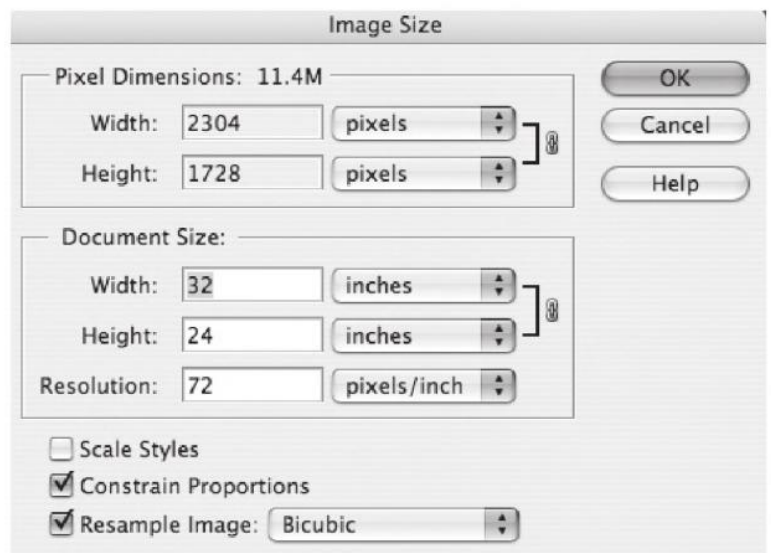 Image Size
Pixel Dimensions: 11.4M
OK
Width: 2304 pixels
Cancel
Height: 1728 pixels
Help
Document Size:
Width: 32 inches
Height: 24 inches
Resolution: 72 pixels/inch
Scale Styles
Constrain Proportions
Resample Image: Bicubic